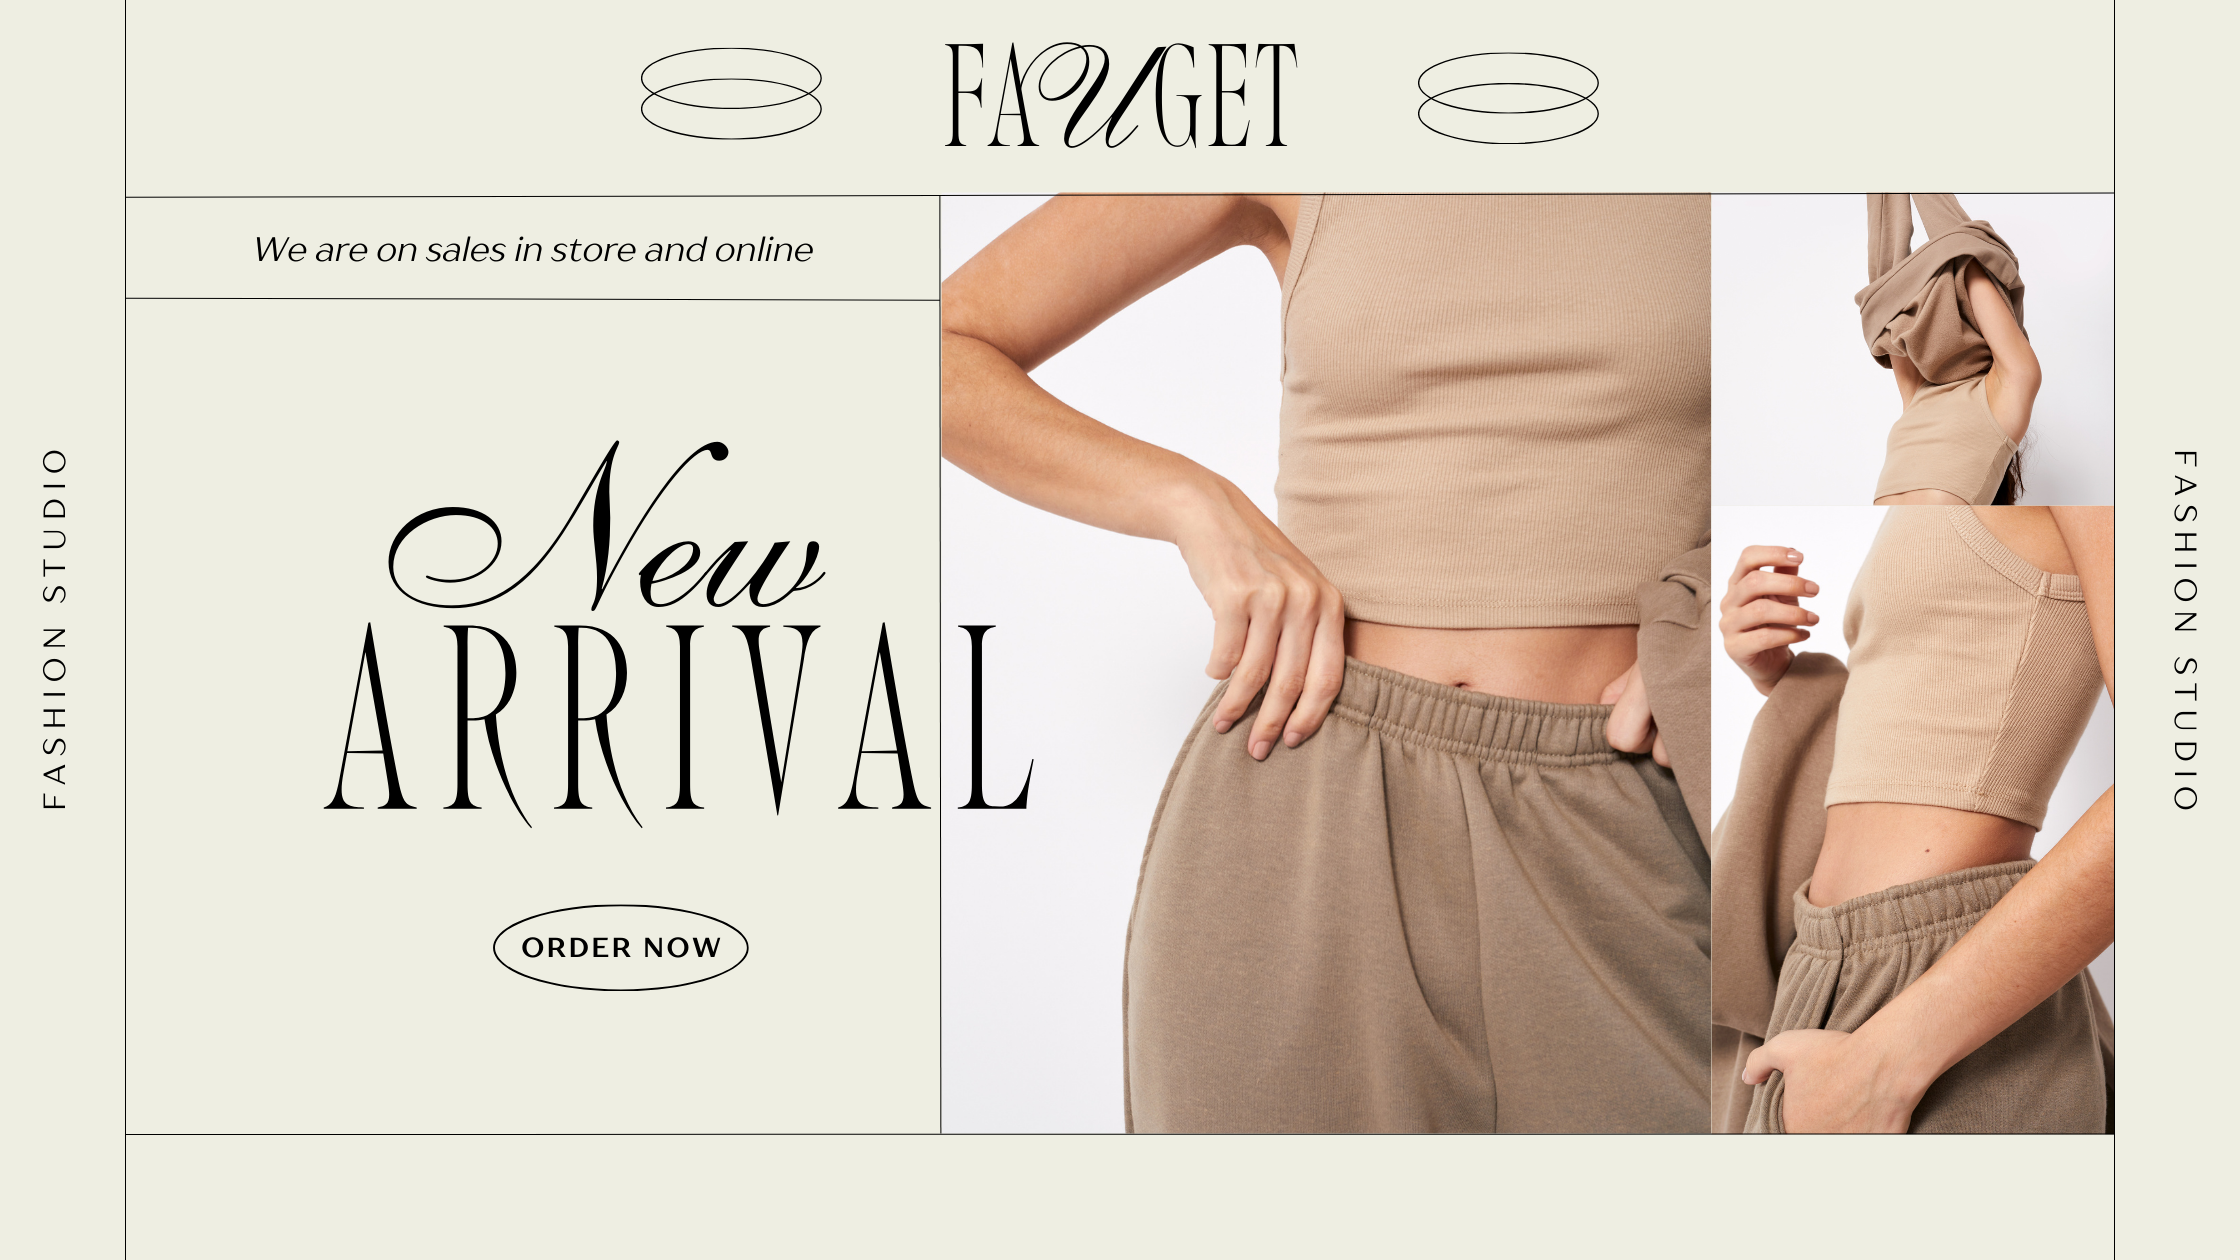 FAUGET
We are on sales in store and online
New
ARRIVAL
ORDER NOW
FASHION STUDIO
FASHION STUDIO